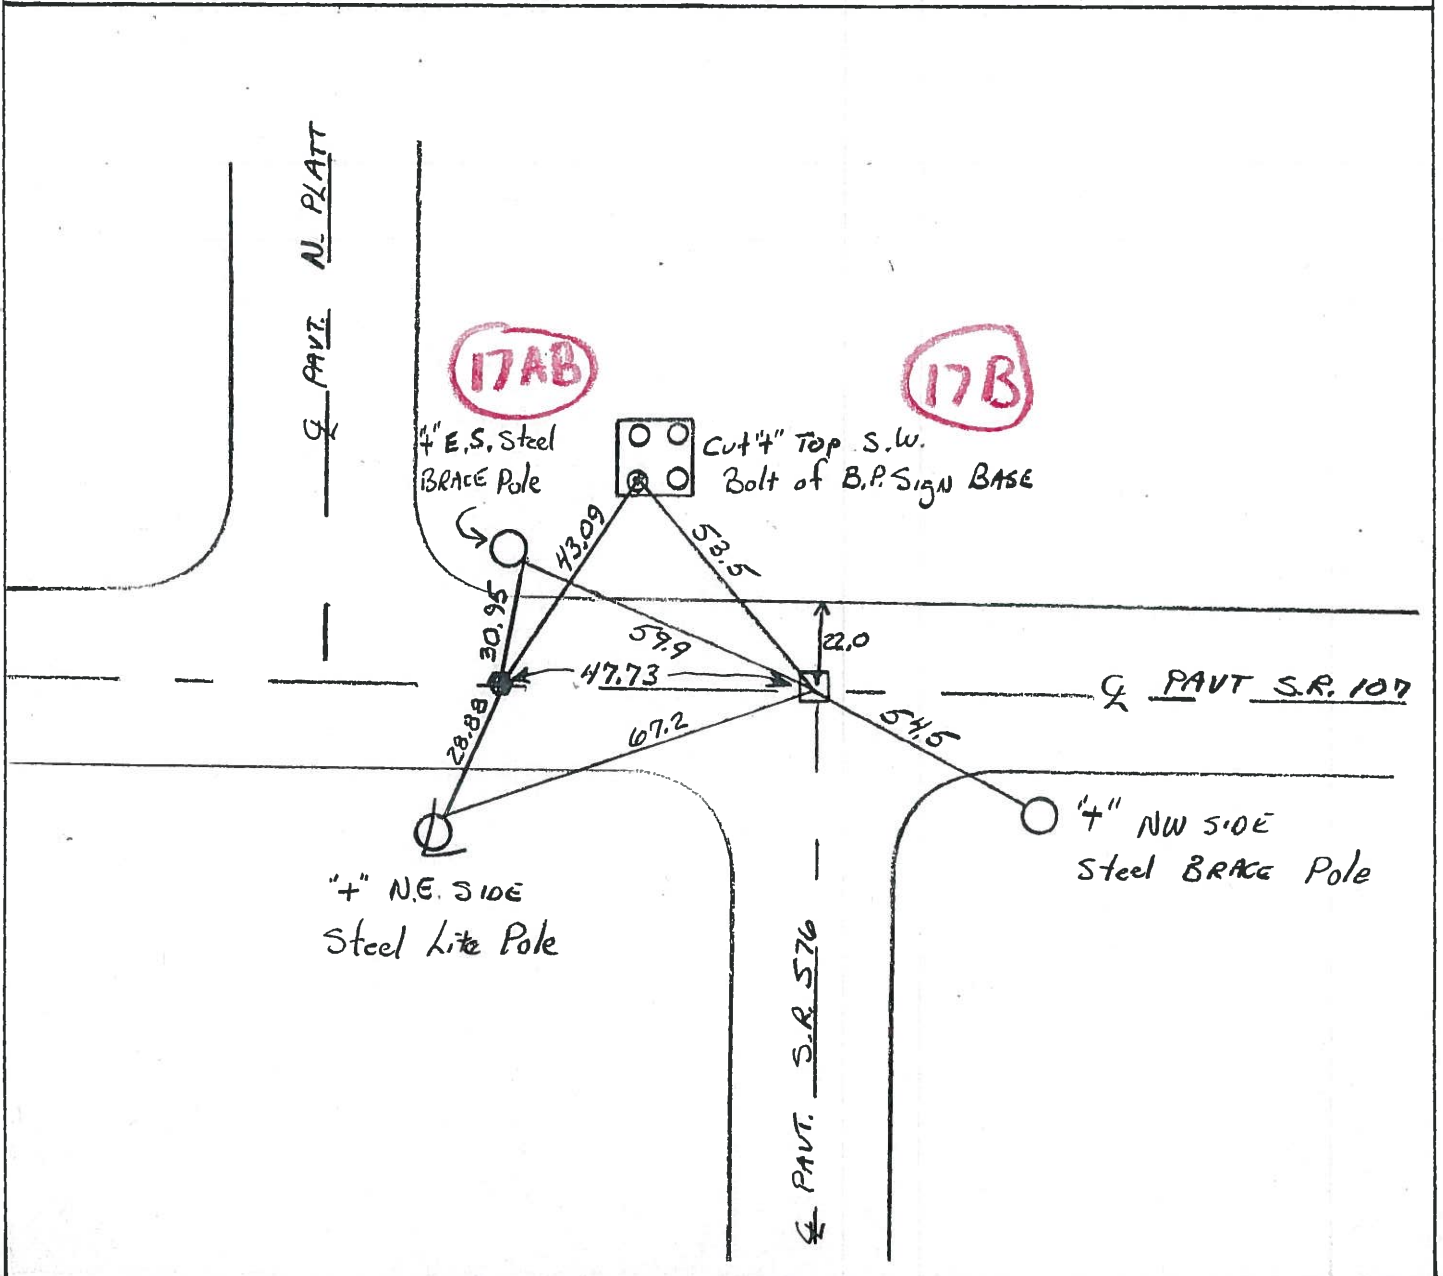 ℄ PAVT. N. PLATT
17AB
17B
"+" E.S. Steel
BRACE Pole
Cut "+" Top S.W.
Bolt of B.P. Sign BASE
43.09
53.5
30.95
59.9
22.0
47.73
℄ PAVT S.R. 107
28.88
67.2
54.5
"+" NW SIDE
Steel BRACE Pole
"+" N.E. SIDE
Steel Lite Pole
℄ PAVT. S.R. 576